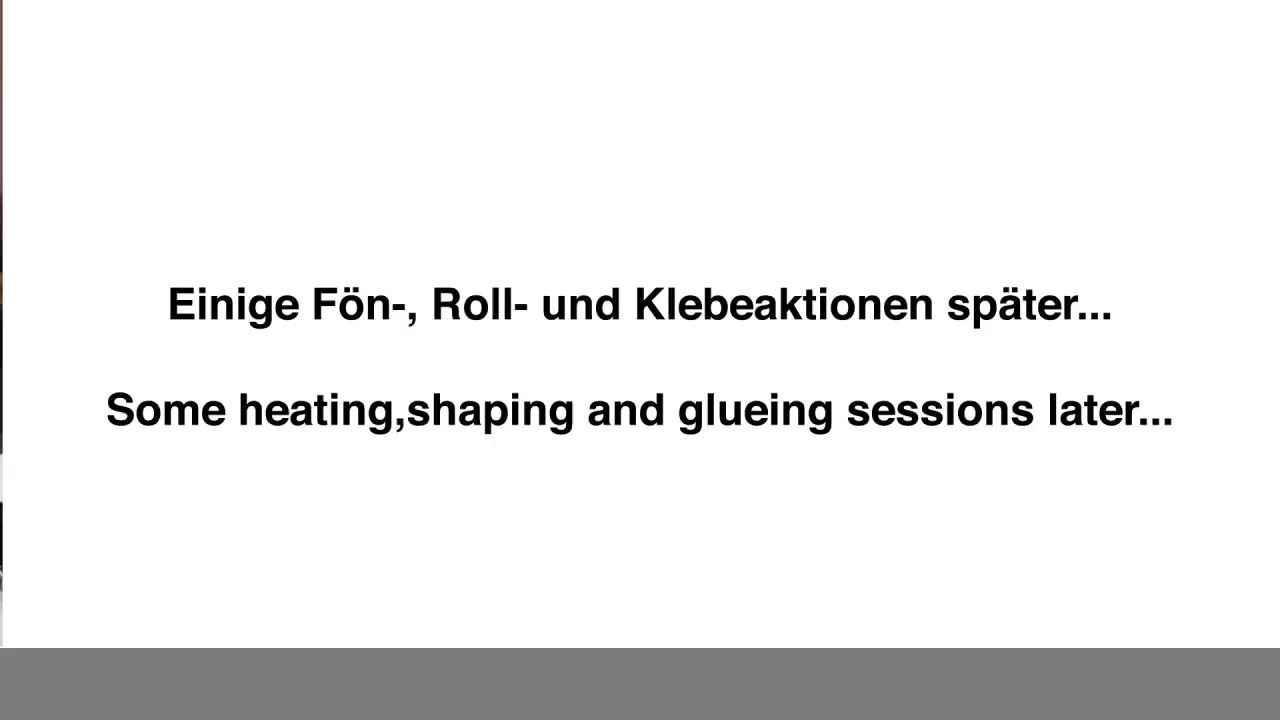 Einige Fön-, Roll- und Klebeaktionen später...
Some heating,shaping and glueing sessions later...